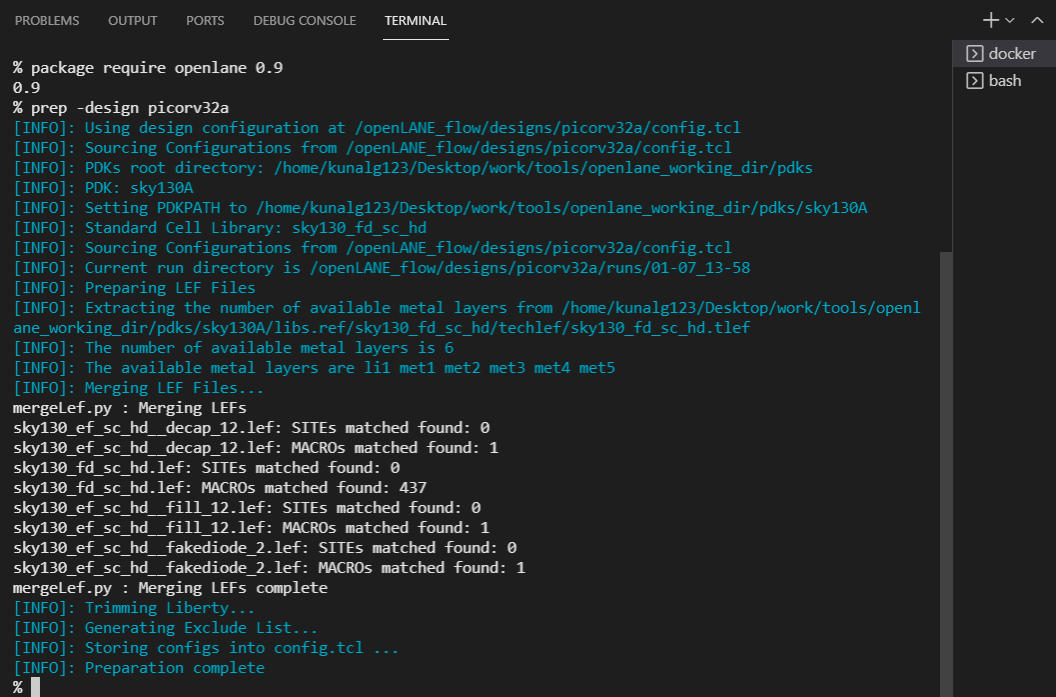 PROBLEMS OUTPUT PORTS DEBUG CONSOLE TERMINAL
docker
bash
% package require openlane 0.9
0.9
% prep -design picorv32a
[INFO]: Using design configuration at /openLANE_flow/designs/picorv32a/config.tcl
[INFO]: Sourcing Configurations from /openLANE_flow/designs/picorv32a/config.tcl
[INFO]: PDKs root directory: /home/kunalg123/Desktop/work/tools/openlane_working_dir/pdks
[INFO]: PDK: sky130A
[INFO]: Setting PDKPATH to /home/kunalg123/Desktop/work/tools/openlane_working_dir/pdks/sky130A
[INFO]: Standard Cell Library: sky130_fd_sc_hd
[INFO]: Sourcing Configurations from /openLANE_flow/designs/picorv32a/config.tcl
[INFO]: Current run directory is /openLANE_flow/designs/picorv32a/runs/01-07_13-58
[INFO]: Preparing LEF Files
[INFO]: Extracting the number of available metal layers from /home/kunalg123/Desktop/work/tools/openl
ane_working_dir/pdks/sky130A/libs.ref/sky130_fd_sc_hd/techlef/sky130_fd_sc_hd.tlef
[INFO]: The number of available metal layers is 6
[INFO]: The available metal layers are li1 met1 met2 met3 met4 met5
[INFO]: Merging LEF Files...
mergeLef.py : Merging LEFs
sky130_ef_sc_hd__decap_12.lef: SITEs matched found: 0
sky130_ef_sc_hd__decap_12.lef: MACROs matched found: 1
sky130_fd_sc_hd.lef: SITEs matched found: 0
sky130_fd_sc_hd.lef: MACROs matched found: 437
sky130_ef_sc_hd__fill_12.lef: SITEs matched found: 0
sky130_ef_sc_hd__fill_12.lef: MACROs matched found: 1
sky130_ef_sc_hd__fakediode_2.lef: SITEs matched found: 0
sky130_ef_sc_hd__fakediode_2.lef: MACROs matched found: 1
mergeLef.py : Merging LEFs complete
[INFO]: Trimming Liberty...
[INFO]: Generating Exclude List...
[INFO]: Storing configs into config.tcl ...
[INFO]: Preparation complete
%